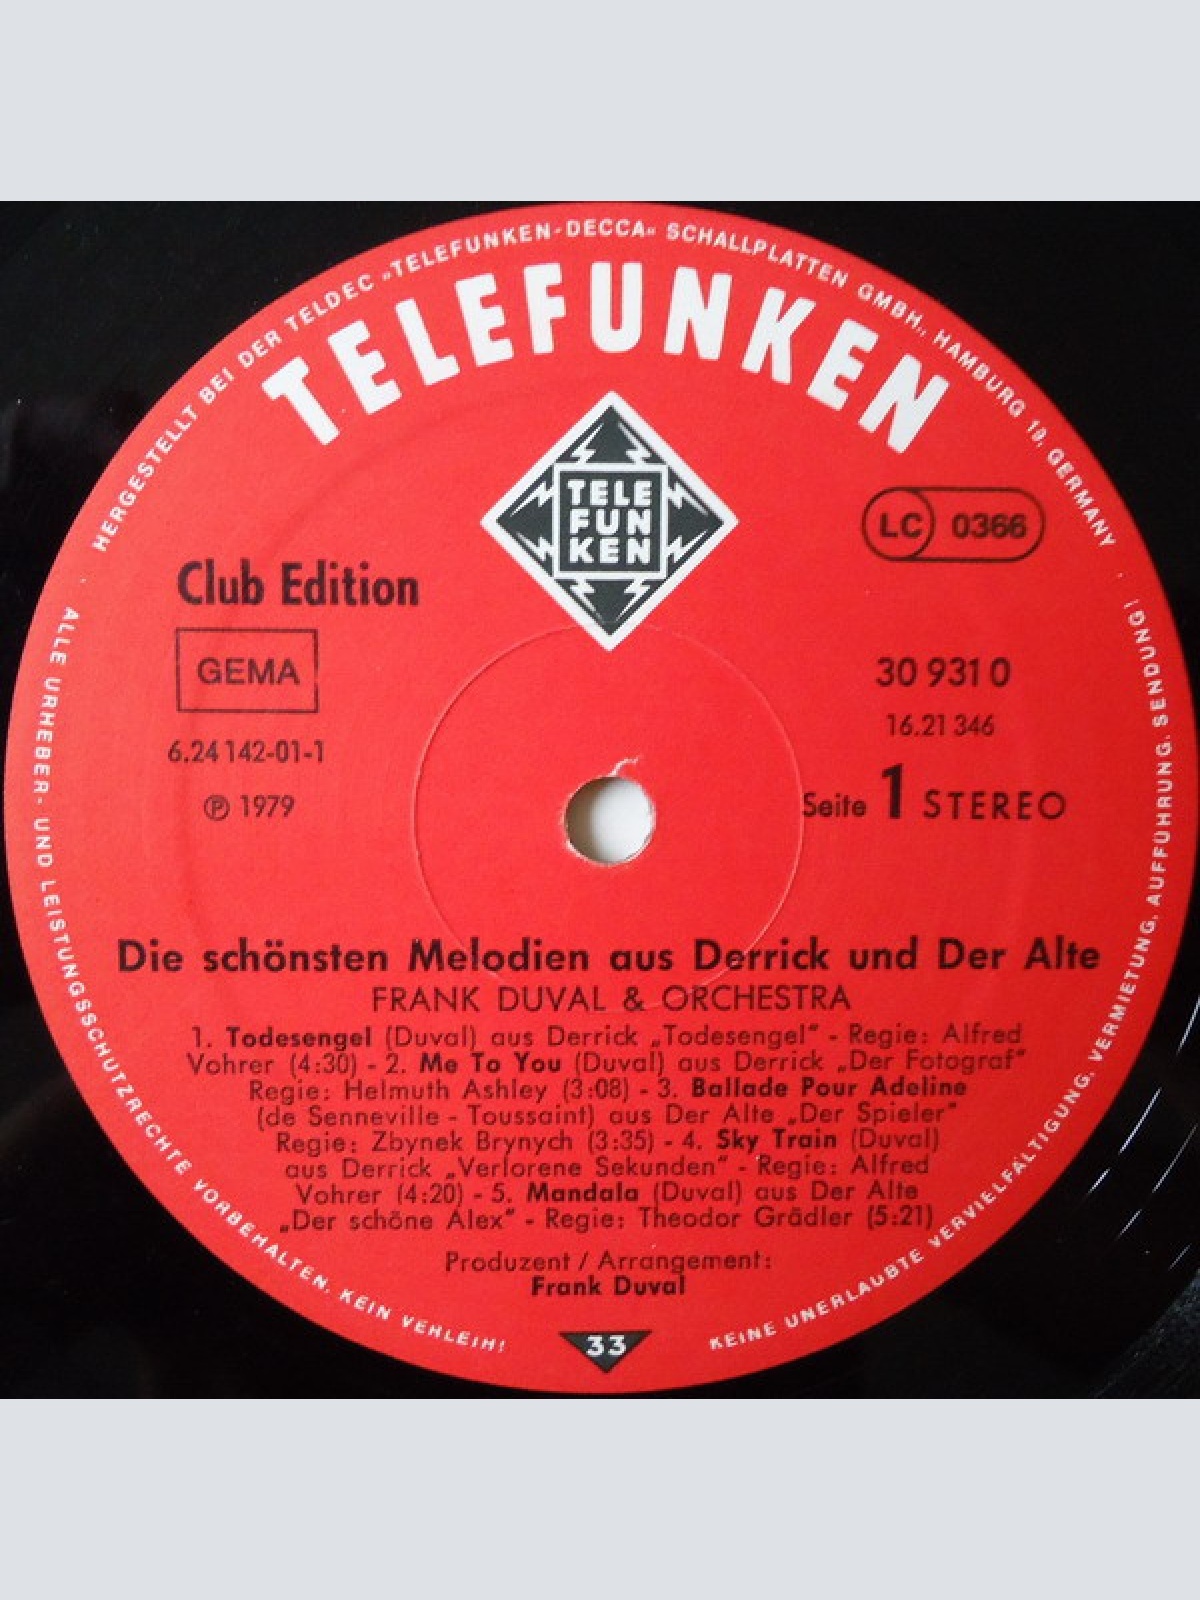 HERGESTELLT BEI DER TELDEC „TELEFUNKEN-DECCA“ SCHALLPLATTEN GMBH., HAMBURG 19, GERMANY
TELEFUNKEN
TELE
FUN
KEN
LC 0366
Club Edition
GEMA
30 931 0
6.24 142-01-1
16.21 346
℗ 1979
Seite 1 STEREO
Die schönsten Melodien aus Derrick und Der Alte
FRANK DUVAL & ORCHESTRA
1. Todesengel (Duval) aus Derrick „Todesengel“ - Regie: Alfred
Vohrer (4:30) - 2. Me To You (Duval) aus Derrick „Der Fotograf“
Regie: Helmuth Ashley (3:08) - 3. Ballade Pour Adeline
(de Senneville - Toussaint) aus Der Alte „Der Spieler“
Regie: Zbynek Brynych (3:35) - 4. Sky Train (Duval)
aus Derrick „Verlorene Sekunden“ - Regie: Alfred
Vohrer (4:20) - 5. Mandala (Duval) aus Der Alte
„Der schöne Alex“ - Regie: Theodor Grädler (5:21)
Produzent / Arrangement:
Frank Duval
33
ALLE URHEBER- UND LEISTUNGSSCHUTZRECHTE VORBEHALTEN. KEIN VERLEIH!
KEINE UNERLAUBTE VERVIELFÄLTIGUNG, VERMIETUNG, AUFFÜHRUNG, SENDUNG!